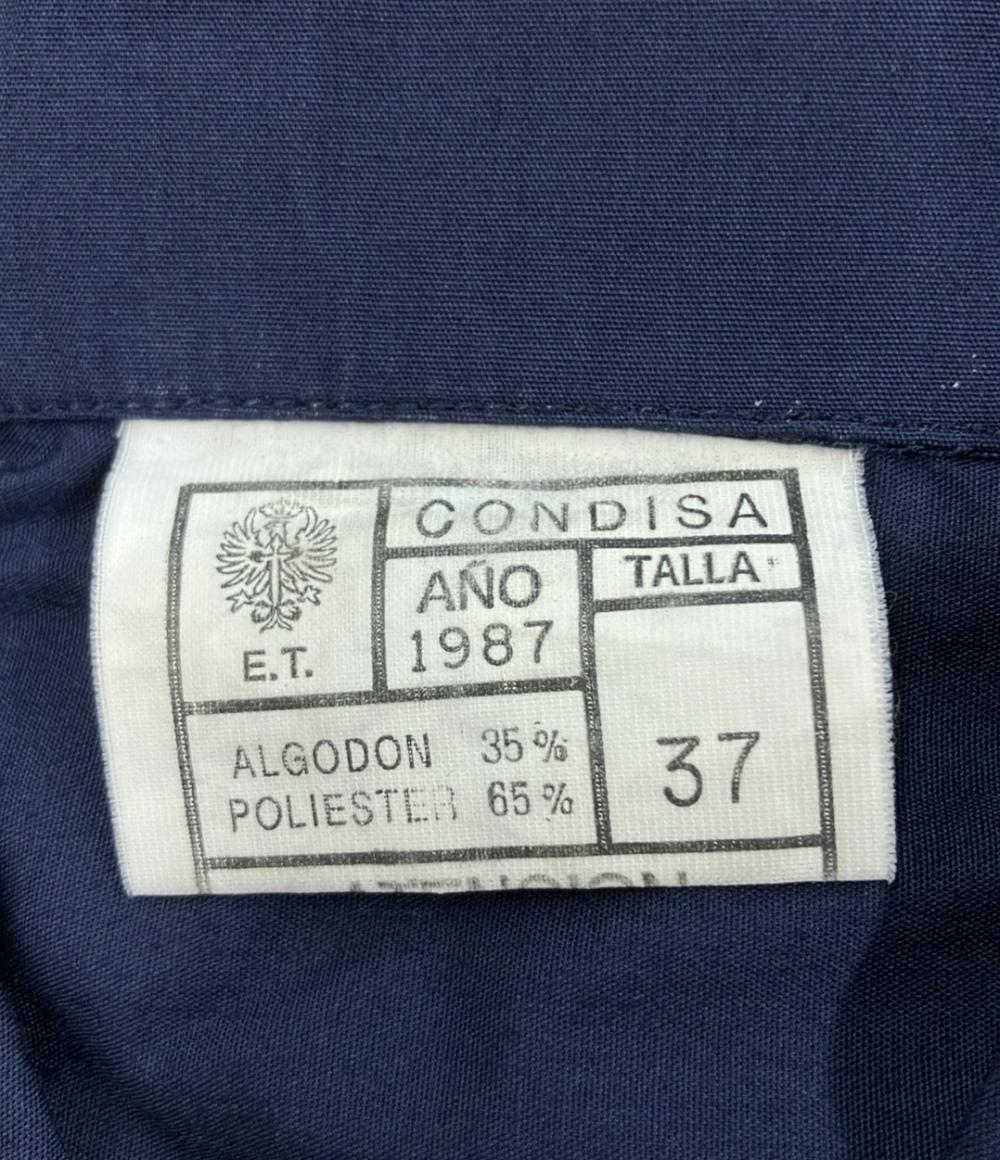 CONDISA
AÑO
1987
TALLA
E.T.
ALGODON 35%
POLIESTER 65%
37